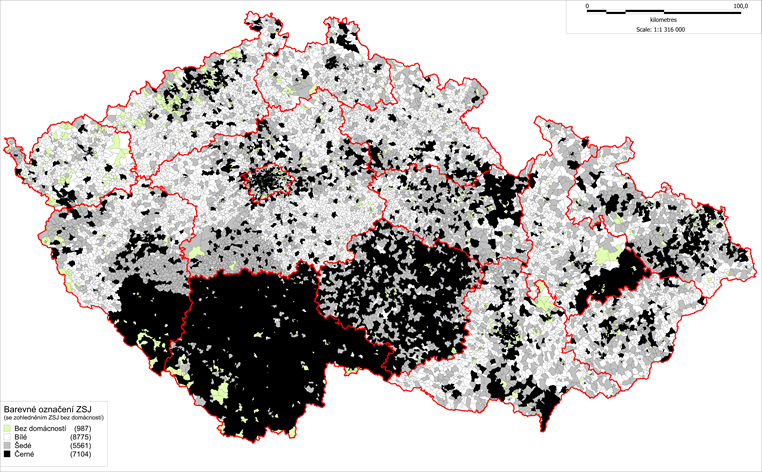 0 100,0
kilometres
Scale: 1:1 316 000
Barevné označení ZSJ
(se zohledněním ZSJ bez domácností)
Bez domácností (987)
Bílé (8775)
Šedé (5561)
Černé (7104)